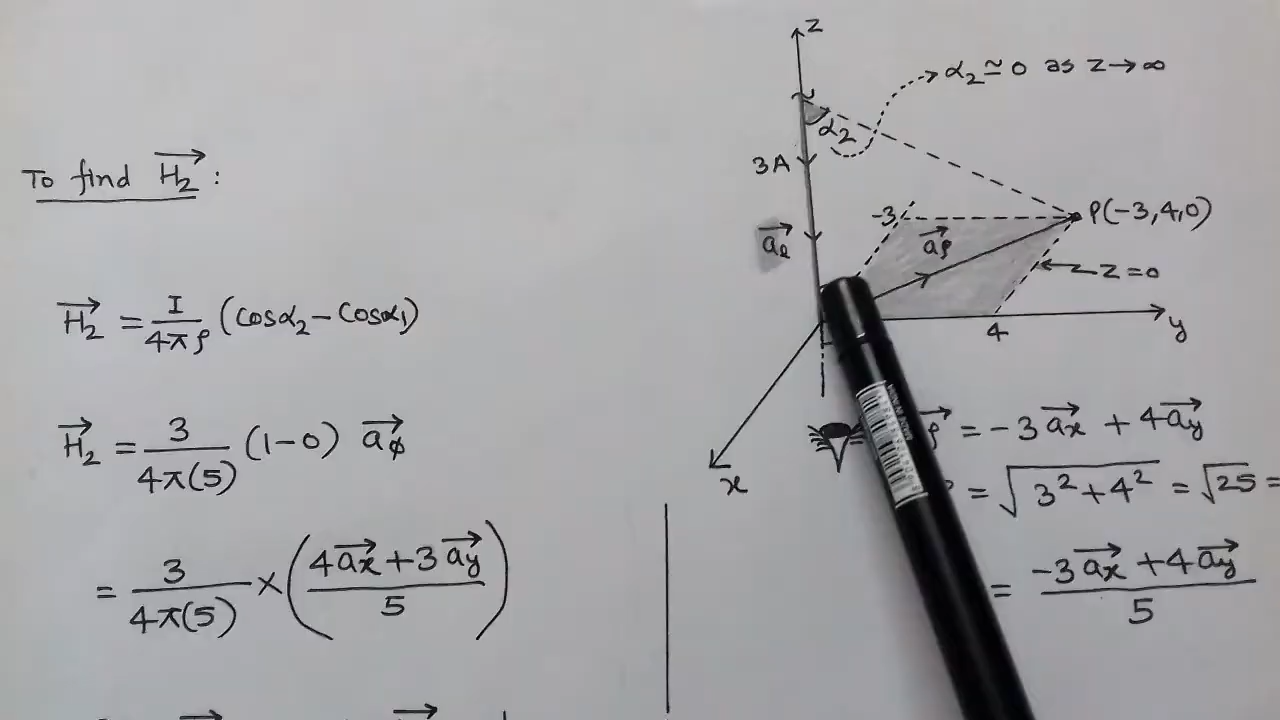 To find H₂⃗ :
H₂⃗ = I/4πρ (cosα₂ - cosα₁)
H₂⃗ = 3/4π(5) (1-0) aϕ⃗
= 3/4π(5) × (4ax⃗ + 3ay⃗ / 5)
z
α₂ ≃ 0 as z→∞
α₂
3A
-3
P(-3,4,0)
aℓ⃗
aρ⃗
z=0
4
y
x
ρ⃗ = -3ax⃗ + 4ay⃗
= √3²+4² = √25 =
= -3ax⃗ + 4ay⃗ / 5